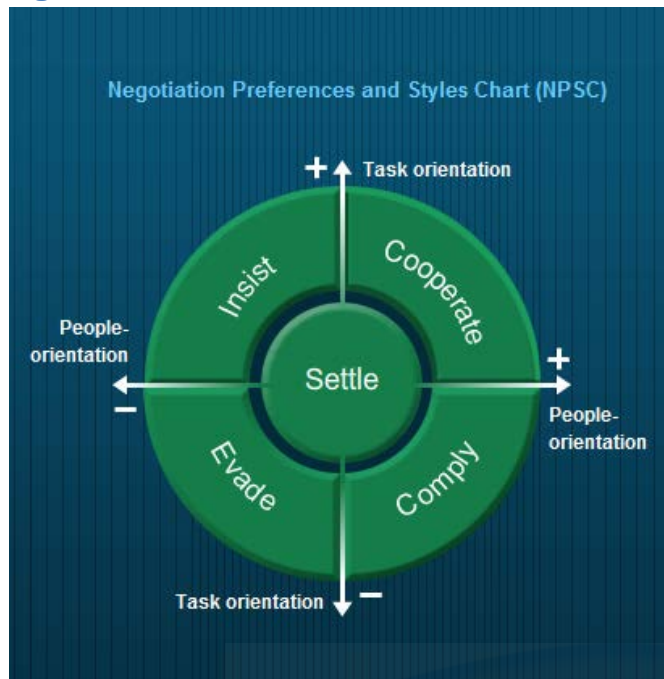 Negotiation Preferences and Styles Chart (NPSC)
+
Task orientation
Insist
Cooperate
People-
orientation
Settle
+
–
People-
orientation
Evade
Comply
Task orientation
–